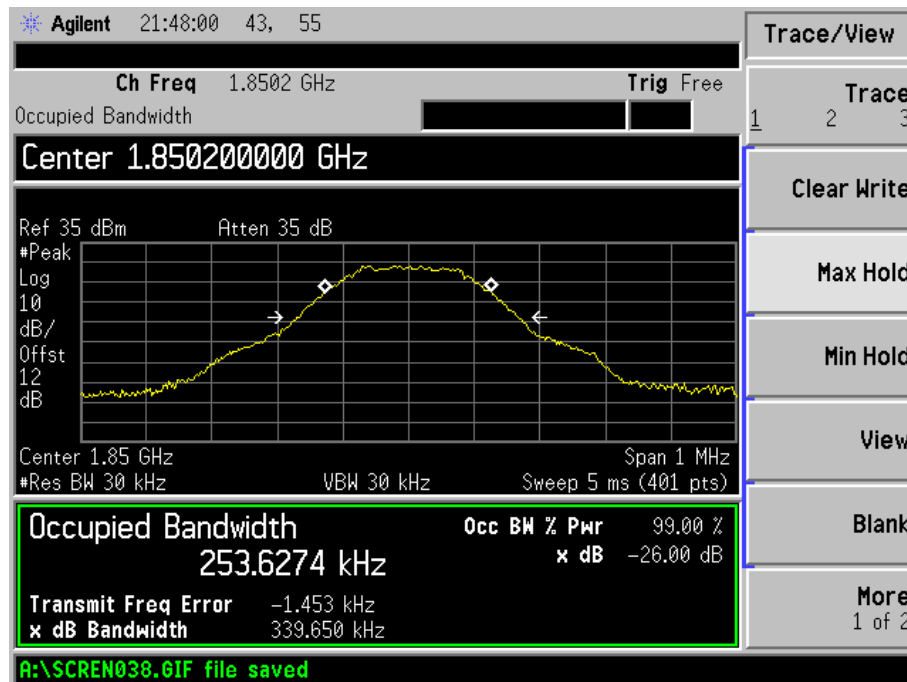 Agilent 21:48:00 43, 55
Ch Freq 1.8502 GHz Trig Free
Occupied Bandwidth
Center 1.850200000 GHz
Ref 35 dBm Atten 35 dB
#Peak
Log
10
dB/
Offst
12
dB
Center 1.85 GHz Span 1 MHz
#Res BW 30 kHz VBW 30 kHz Sweep 5 ms (401 pts)
Occupied Bandwidth
253.6274 kHz
Occ BW % Pwr 99.00 %
x dB -26.00 dB
Transmit Freq Error -1.453 kHz
x dB Bandwidth 339.650 kHz
A:\SCREN038.GIF file saved
Trace/View
Trace
1 2 3
Clear Write
Max Hold
Min Hold
View
Blank
More
1 of 2